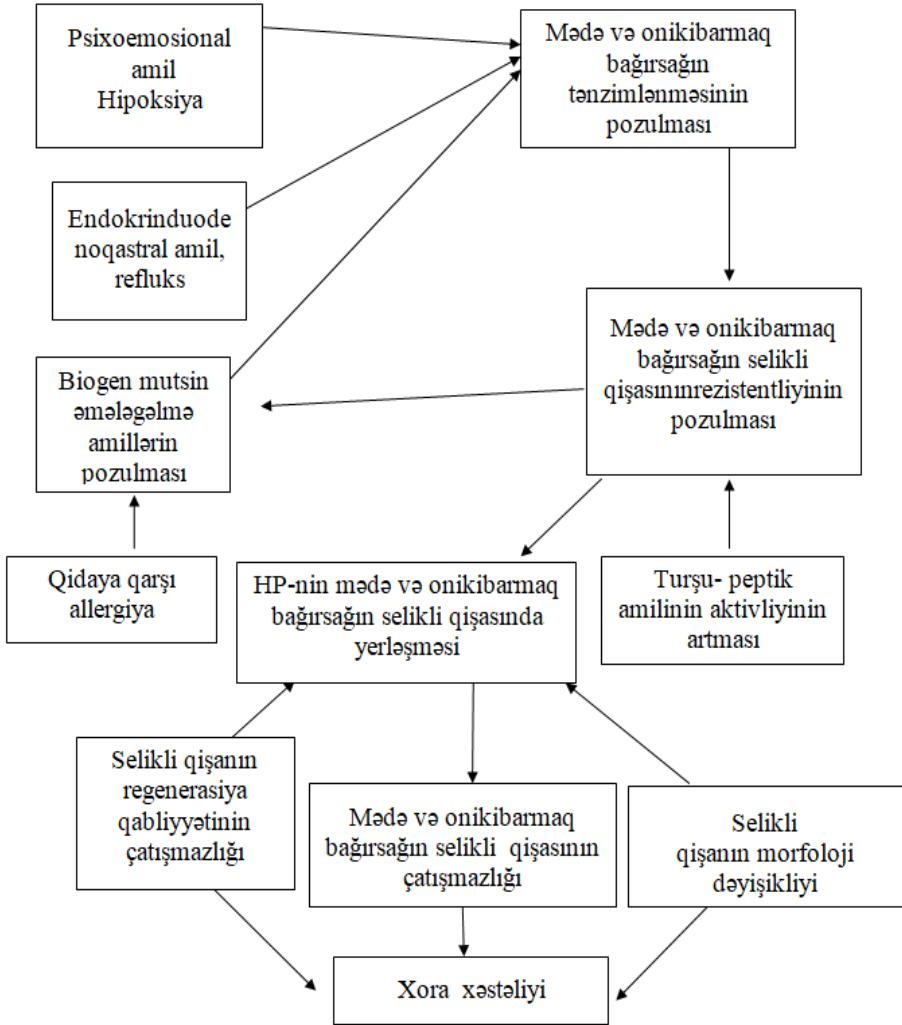 Psixoemosional
amil
Hipoksiya
Mədə və onikibarmaq
bağırsağın
tənzimlənməsinin
pozulması
Endokrinduode
noqastral amil,
refluks
Mədə və onikibarmaq
bağırsağın selikli
qişasınınrezistentliyinin
pozulması
Biogen mutsin
əmələgəlmə
amillərin
pozulması
Qidaya qarşı
allergiya
HP-nin mədə və onikibarmaq
bağırsağın selikli qişasında
yerləşməsi
Turşu- peptik
amilinin aktivliyinin
artması
Selikli qişanın
regenerasiya
qabliyyətinin
çatışmazlığı
Mədə və onikibarmaq
bağırsağın selikli qişasının
çatışmazlığı
Selikli
qişanın morfoloji
dəyişikliyi
Xora xəstəliyi